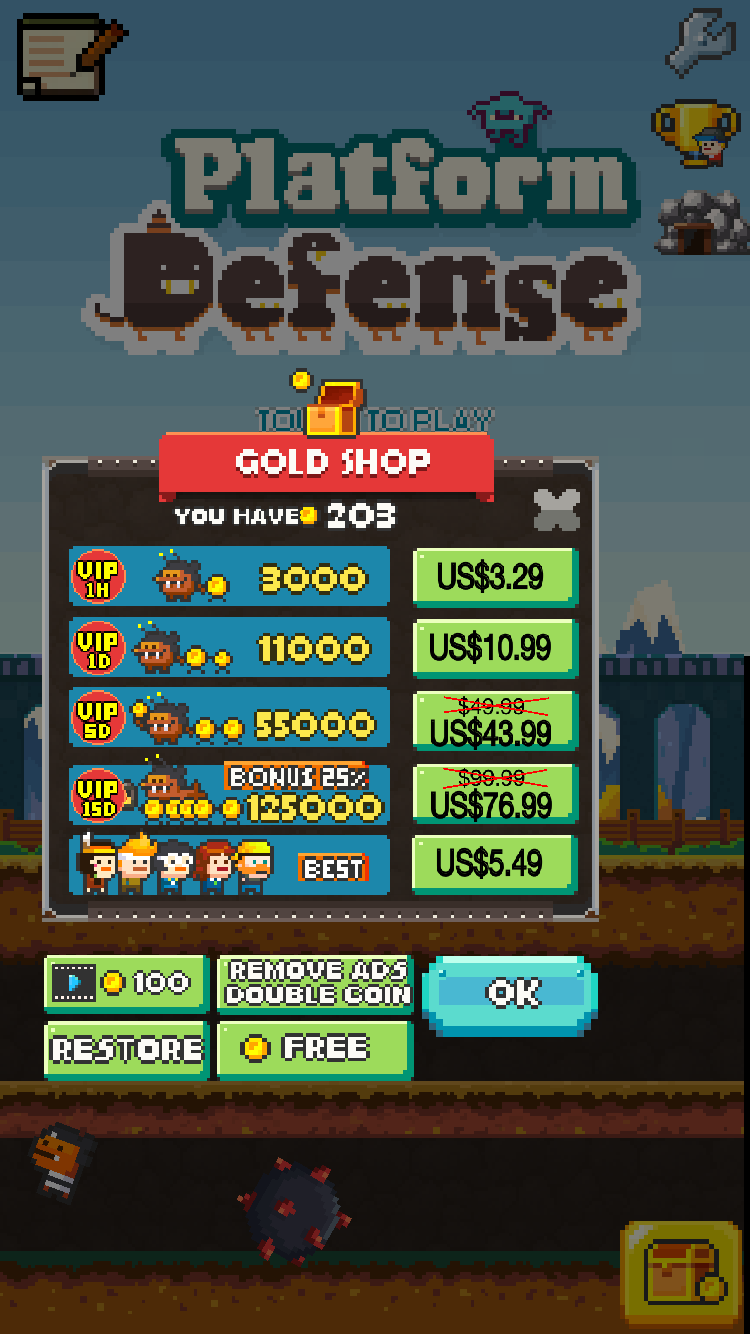 Platform
Defense
TO PLAY
GOLD SHOP
YOU HAVE 203
VIP 1H
3000
US$3.29
VIP 1D
11000
US$10.99
VIP 5D
55000
$49.99
US$43.99
VIP 15D
BONUS 25%
125000
$99.99
US$76.99
BEST
US$5.49
100
REMOVE ADS
DOUBLE COIN
OK
RESTORE
FREE